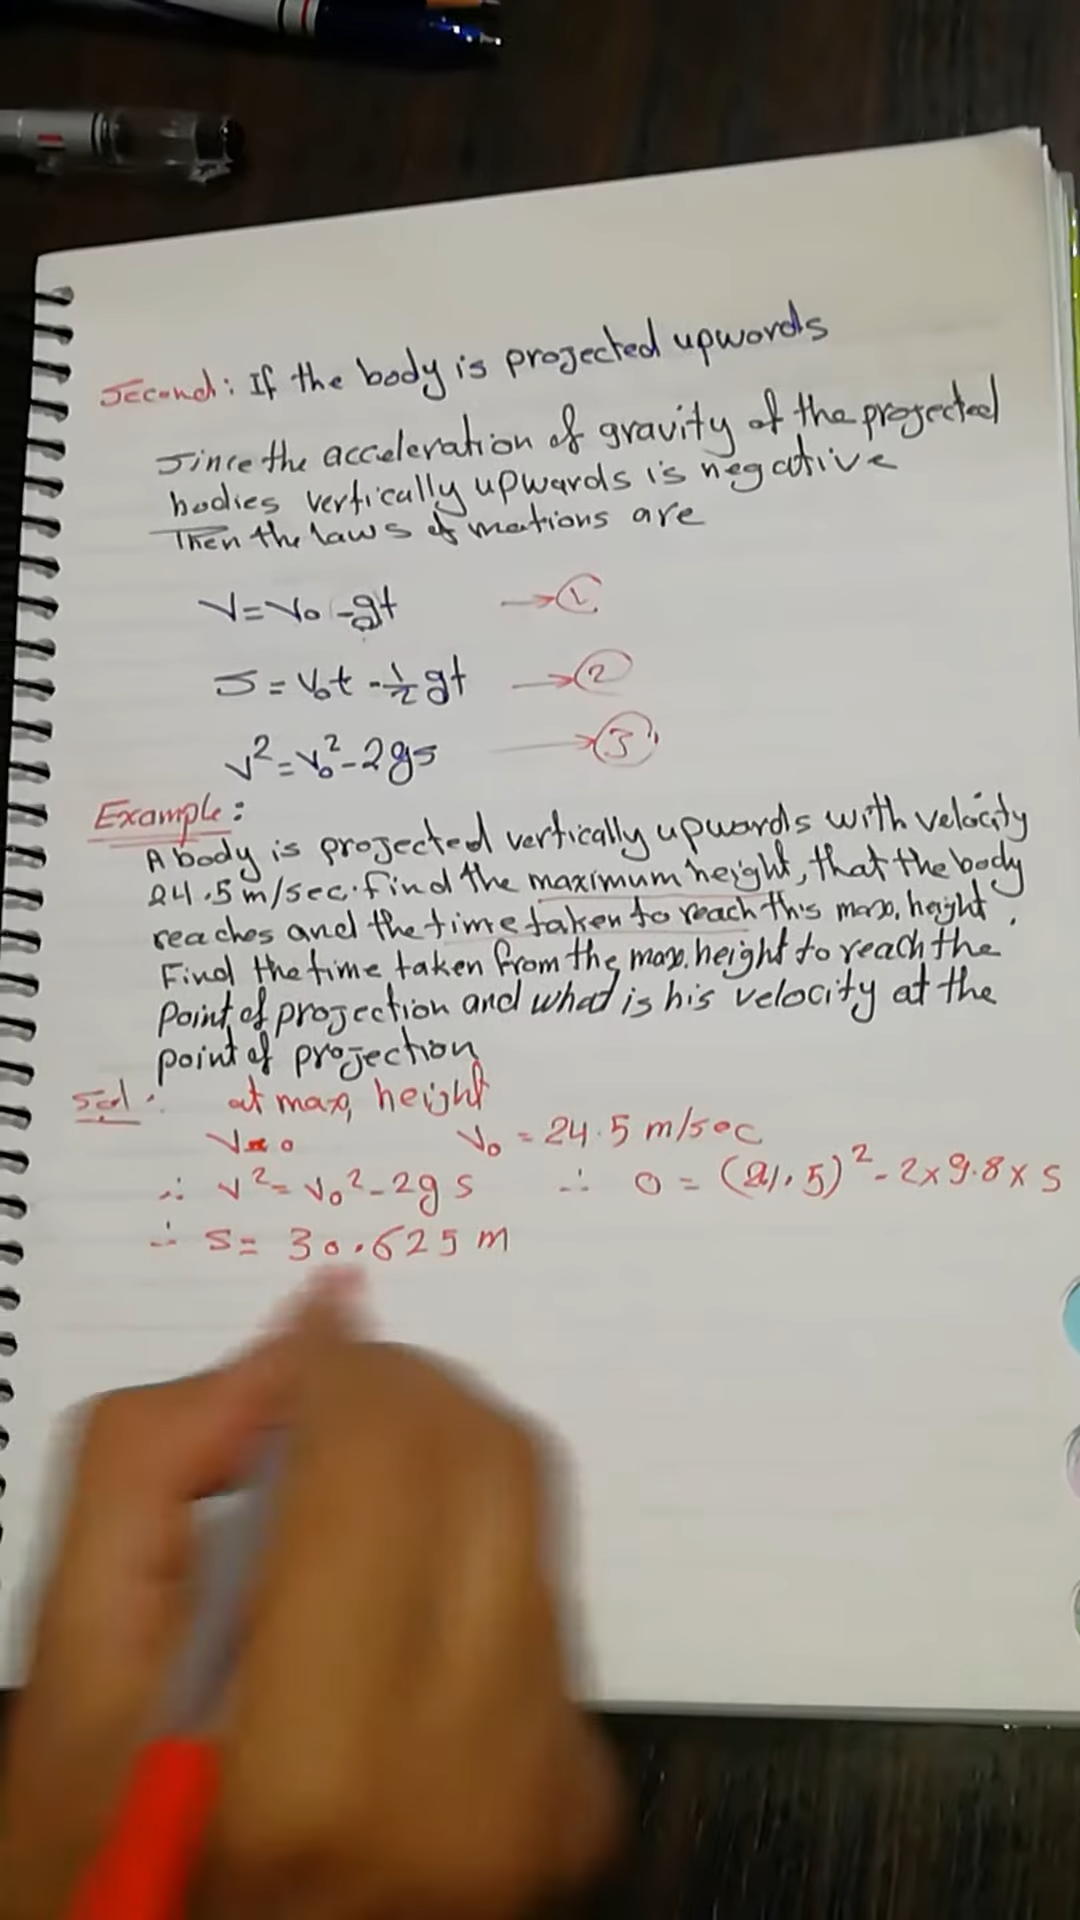 Second: If the body is projected upwords
Since the acceleration of gravity of the projected
bodies vertically upwards is negative
Then the laws of motions are
V=V₀ -gt → ①
S = V₀t -½gt → ②
V²=V₀²-2gs → ③
Example:
A body is projected vertically upwords with velocity
24.5 m/sec. find the maximum height, that the body
reaches and the time taken to reach this max. height.
Find the time taken from the max. height to reach the
point of projection and what is his velocity at the
point of projection
Sol: at max, height
V=0 V₀ = 24.5 m/sec
∴ V²=V₀²-2g s ∴ 0 = (24.5)²-2×9.8×S
∴ S= 30.625 m